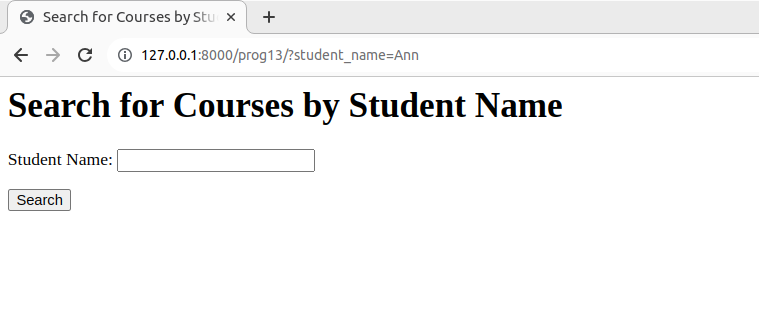 Search for Courses by Stu
127.0.0.1:8000/prog13/?student_name=Ann
Search for Courses by Student Name
Student Name:
Search